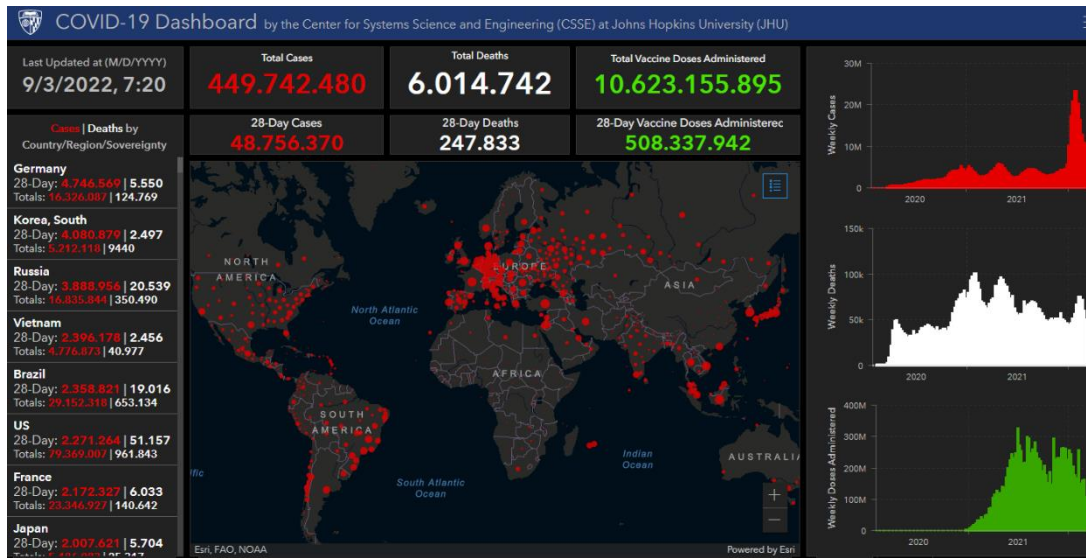 COVID-19 Dashboard by the Center for Systems Science and Engineering (CSSE) at Johns Hopkins University (JHU)
Last Updated at (M/D/YYYY)
9/3/2022, 7:20
Cases | Deaths by
Country/Region/Sovereignty
Germany
28-Day: 4.746.569 | 5.550
Totals: 16.326.087 | 124.769
Korea, South
28-Day: 4.080.879 | 2.497
Totals: 5.212.118 | 9440
Russia
28-Day: 3.888.956 | 20.539
Totals: 16.835.844 | 350.490
Vietnam
28-Day: 2.396.178 | 2.456
Totals: 4.776.873 | 40.977
Brazil
28-Day: 2.358.821 | 19.016
Totals: 29.152.318 | 653.134
US
28-Day: 2.271.264 | 51.157
Totals: 79.369.007 | 961.843
France
28-Day: 2.172.327 | 6.033
Totals: 23.346.927 | 140.642
Japan
28-Day: 2.007.621 | 5.704
Total Cases
449.742.480
Total Deaths
6.014.742
Total Vaccine Doses Administered
10.623.155.895
28-Day Cases
48.756.370
28-Day Deaths
247.833
28-Day Vaccine Doses Administerec
508.337.942
NORTH
AMERICA
North Atlantic
Ocean
EUROPE
ASIA
AFRICA
SOUTH
AMERICA
South Atlantic
Ocean
Indian
Ocean
AUSTRALI
fic
+
−
Esri, FAO, NOAA
Powered by Esri
Weekly Cases
30M
20M
10M
0
2020
2021
Weekly Deaths
150k
100k
50k
0
2020
2021
Weekly Doses Administered
400M
300M
200M
100M
0
2020
2021